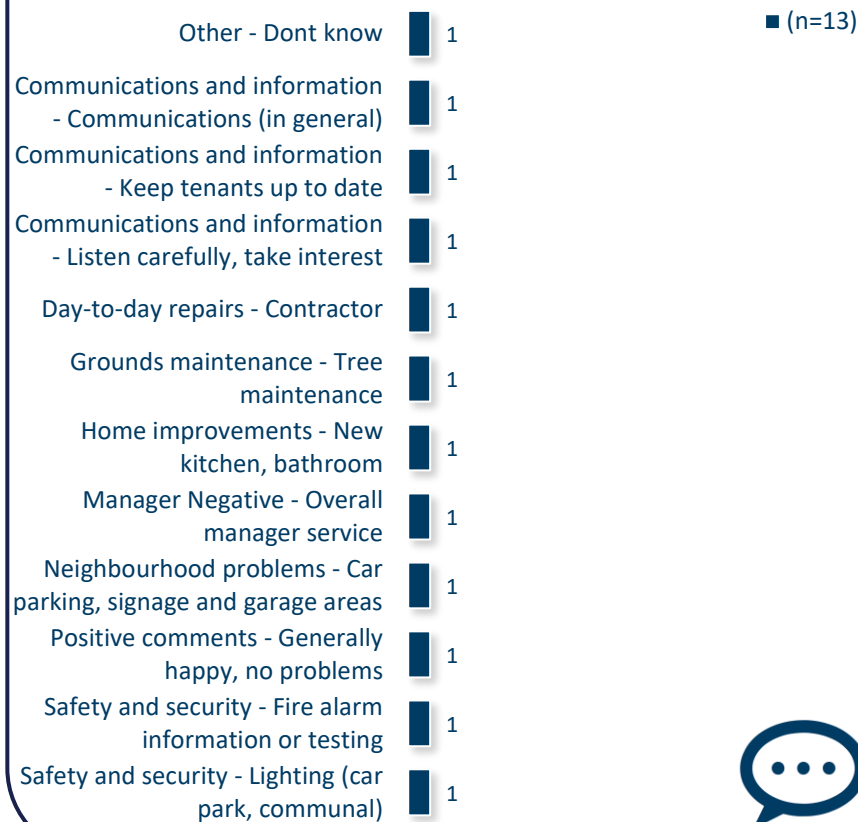 Other - Dont know 1
(n=13)
Communications and information
- Communications (in general) 1
Communications and information
- Keep tenants up to date 1
Communications and information
- Listen carefully, take interest 1
Day-to-day repairs - Contractor 1
Grounds maintenance - Tree
maintenance 1
Home improvements - New
kitchen, bathroom 1
Manager Negative - Overall
manager service 1
Neighbourhood problems - Car
parking, signage and garage areas 1
Positive comments - Generally
happy, no problems 1
Safety and security - Fire alarm
information or testing 1
Safety and security - Lighting (car
park, communal) 1